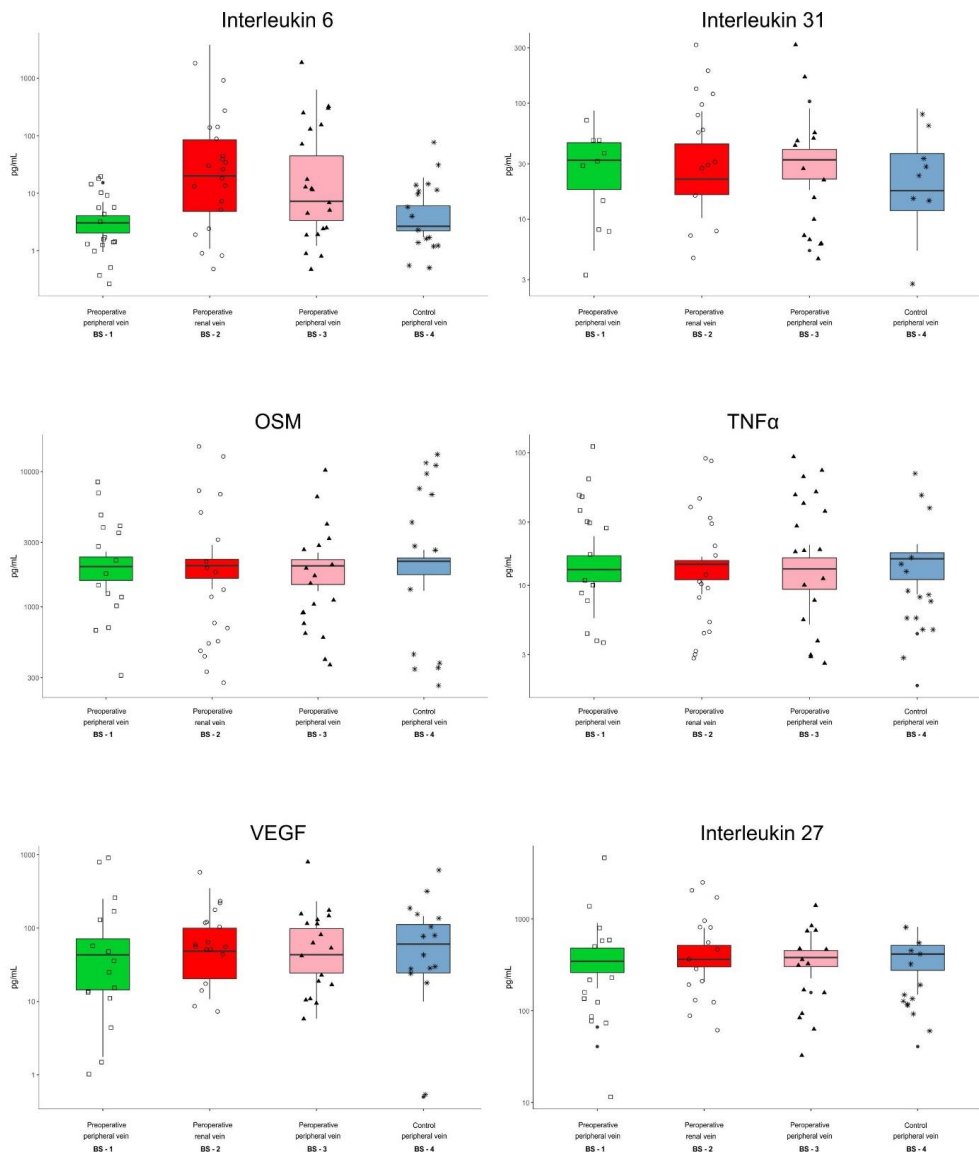 Interleukin 6
1000
100
10
1
pg/mL
Preoperative
peripheral vein
BS - 1
Peroperative
renal vein
BS - 2
Peroperative
peripheral vein
BS - 3
Control
peripheral vein
BS - 4
Interleukin 31
300
100
30
10
3
pg/mL
Preoperative
peripheral vein
BS - 1
Peroperative
renal vein
BS - 2
Peroperative
peripheral vein
BS - 3
Control
peripheral vein
BS - 4
OSM
10000
3000
1000
300
pg/mL
Preoperative
peripheral vein
BS - 1
Peroperative
renal vein
BS - 2
Peroperative
peripheral vein
BS - 3
Control
peripheral vein
BS - 4
TNFα
100
30
10
3
pg/mL
Preoperative
peripheral vein
BS - 1
Peroperative
renal vein
BS - 2
Peroperative
peripheral vein
BS - 3
Control
peripheral vein
BS - 4
VEGF
1000
100
10
1
pg/mL
Preoperative
peripheral vein
BS - 1
Peroperative
renal vein
BS - 2
Peroperative
peripheral vein
BS - 3
Control
peripheral vein
BS - 4
Interleukin 27
1000
100
10
pg/mL
Preoperative
peripheral vein
BS - 1
Peroperative
renal vein
BS - 2
Peroperative
peripheral vein
BS - 3
Control
peripheral vein
BS - 4